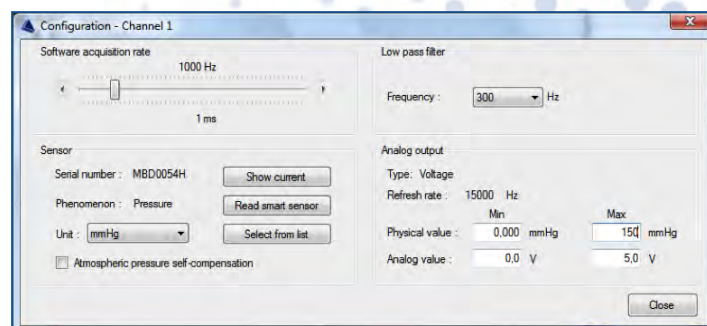 Configuration - Channel 1
Software acquisition rate
1000 Hz
1 ms
Low pass filter
Frequency : 300 Hz
Sensor
Serial number : MBD0054H Show current
Phenomenon : Pressure Read smart sensor
Unit : mmHg Select from list
Atmospheric pressure self-compensation
Analog output
Type: Voltage
Refresh rate : 15000 Hz
Min Max
Physical value : 0,000 mmHg 150 mmHg
Analog value : 0,0 V 5,0 V
Close